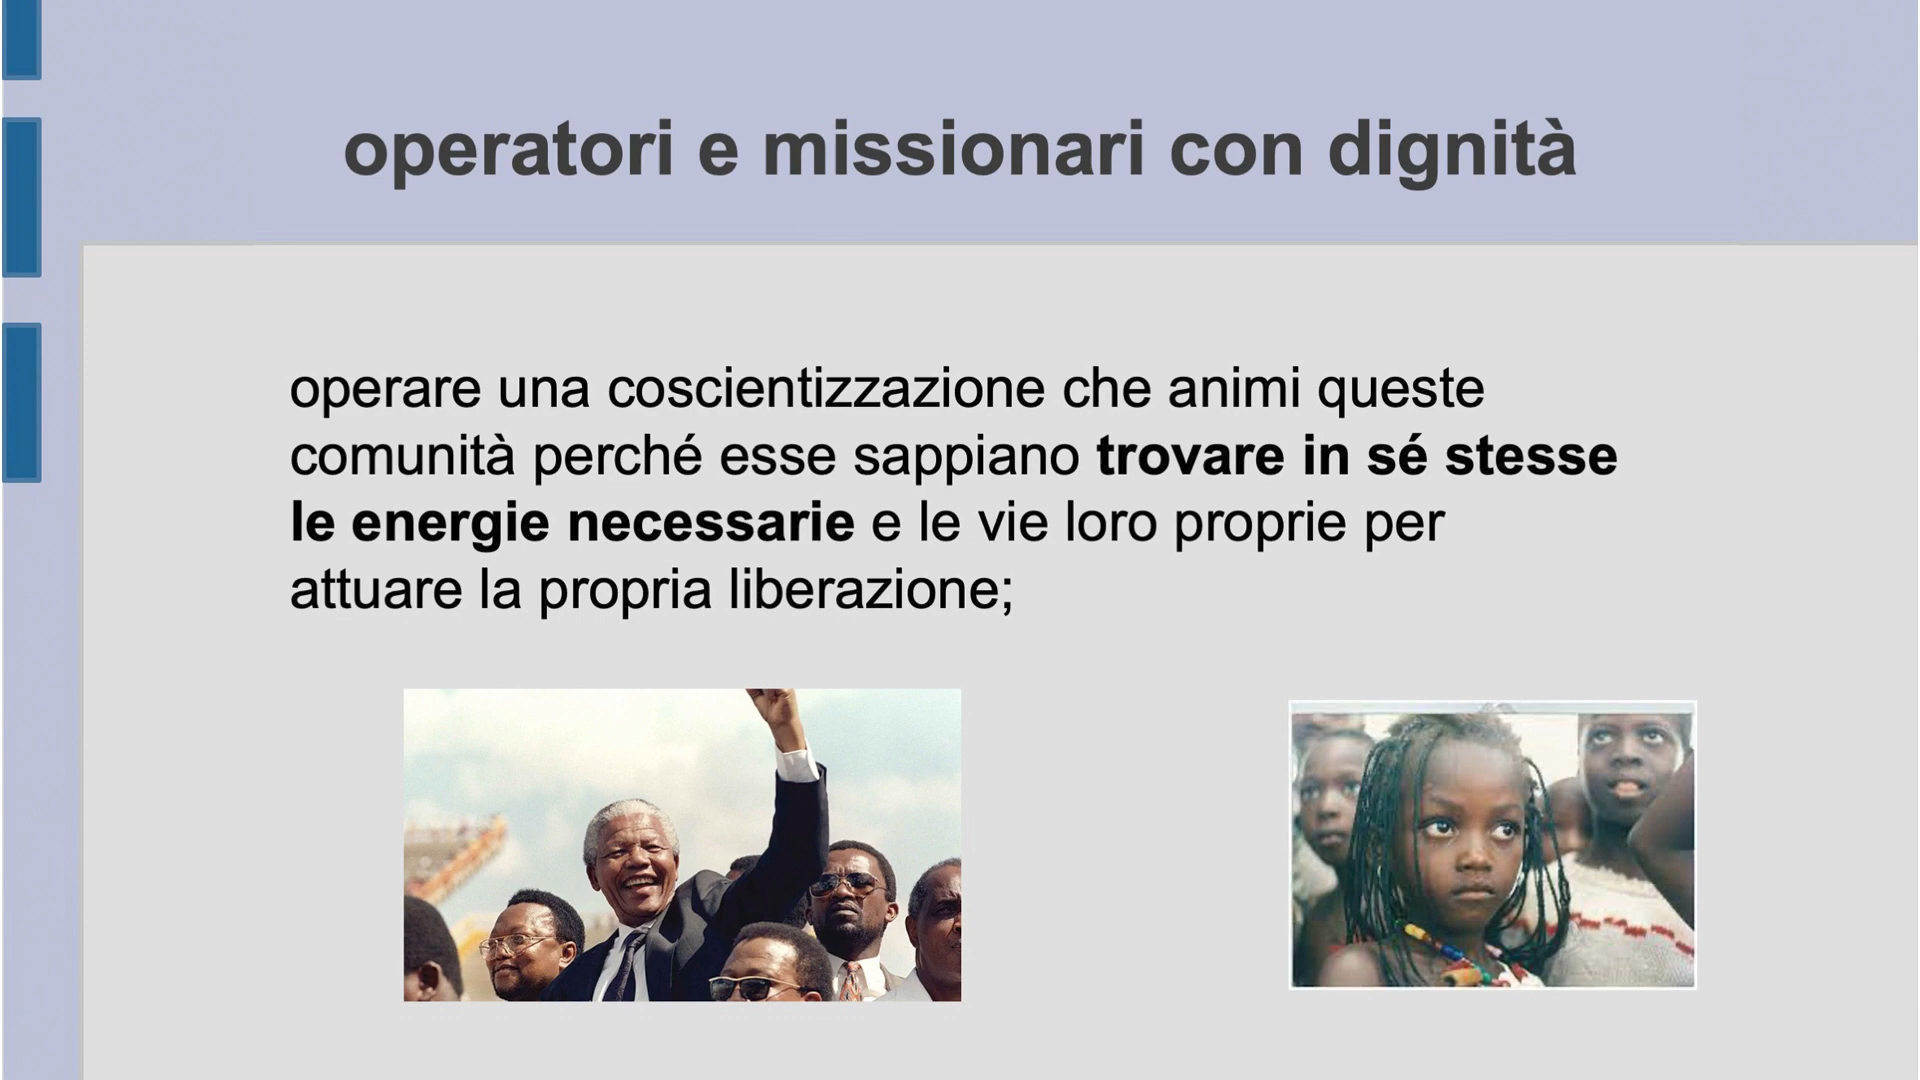 operatori e missionari con dignità
operare una coscientizzazione che animi queste
comunità perché esse sappiano trovare in sé stesse
le energie necessarie e le vie loro proprie per
attuare la propria liberazione;